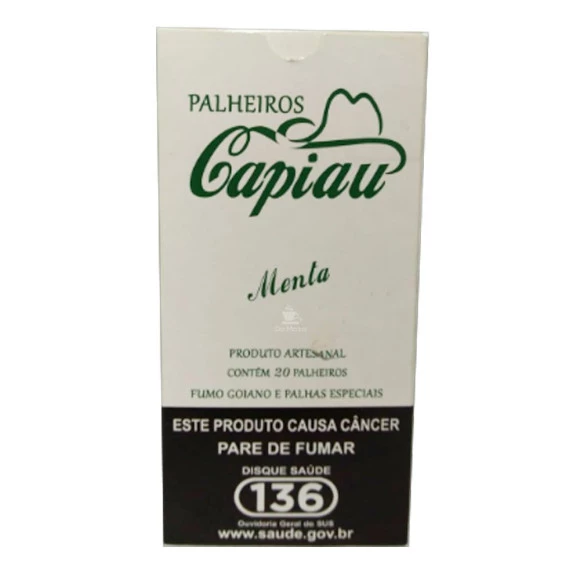 PALHEIROS
Capiau
Menta
PRODUTO ARTESANAL
CONTÉM 20 PALHEIROS
FUMO GOIANO E PALHAS ESPECIAIS
ESTE PRODUTO CAUSA CÂNCER
PARE DE FUMAR
DISQUE SAÚDE
136
Ouvidoria Geral do SUS
www.saude.gov.br